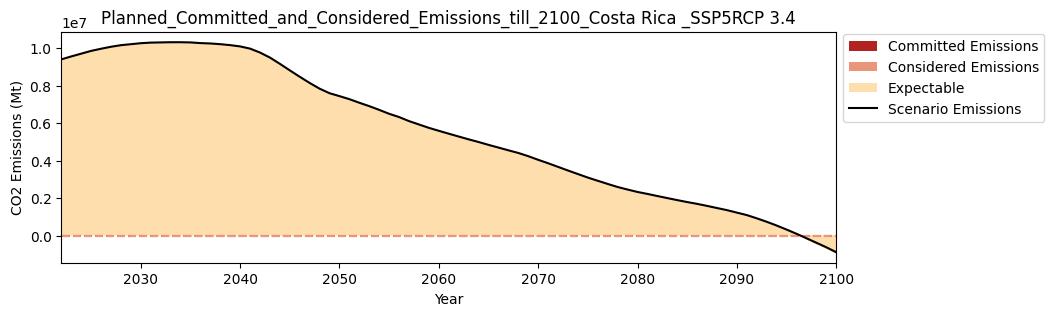 Planned_Committed_and_Considered_Emissions_till_2100_Costa Rica _SSP5RCP 3.4
1e7
CO2 Emissions (Mt)
1.0
0.8
0.6
0.4
0.2
0.0
2030 2040 2050 2060 2070 2080 2090 2100
Year
Committed Emissions
Considered Emissions
Expectable
Scenario Emissions